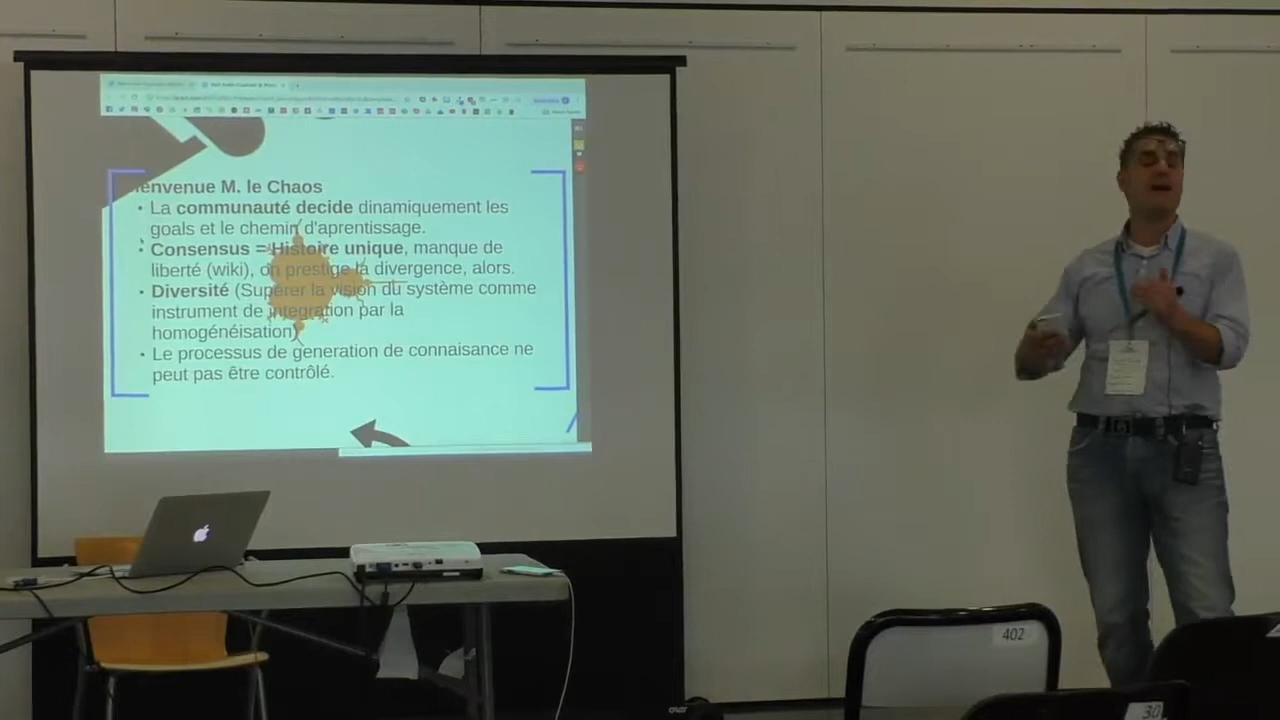 ienvenue M. le Chaos
• La communauté decide dinamiquement les
goals et le chemin d'aprentissage.
• Consensus = Histoire unique, manque de
liberté (wiki), on prestige la divergence, alors.
• Diversité (Supérer la vision du système comme
instrument de integration par la
homogénéisation)
• Le processus de generation de connaisance ne
peut pas être contrôlé.
402
30